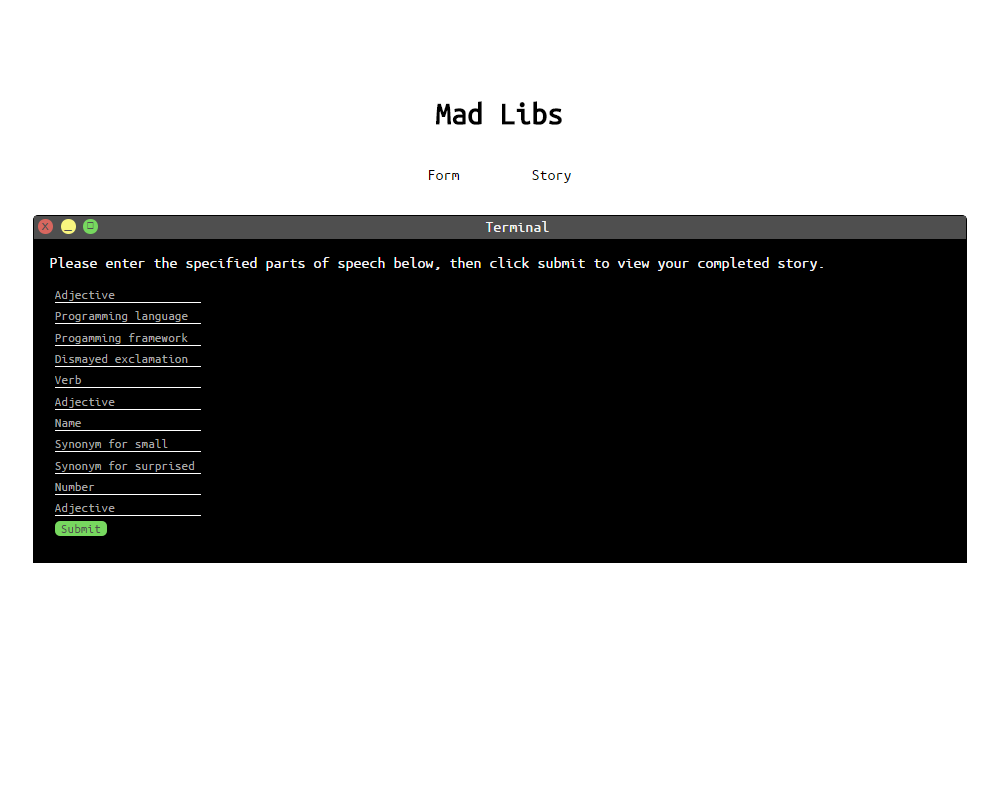 Mad Libs
Form Story
X _ □ Terminal
Please enter the specified parts of speech below, then click submit to view your completed story.
Adjective
Programming language
Progamming framework
Dismayed exclamation
Verb
Adjective
Name
Synonym for small
Synonym for surprised
Number
Adjective
Submit